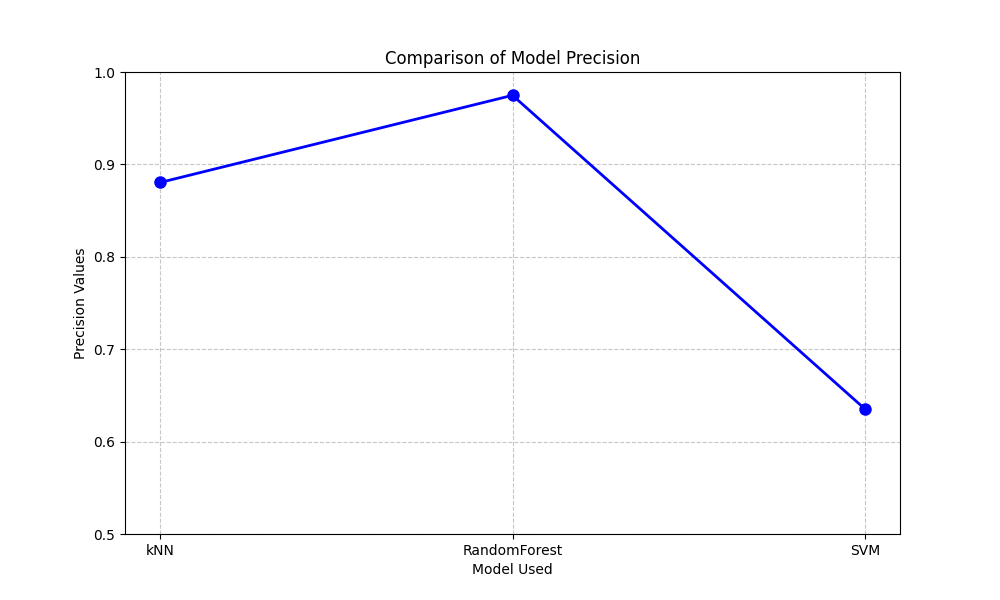 Comparison of Model Precision
1.0
0.9
0.8
0.7
0.6
0.5
Precision Values
kNN RandomForest SVM
Model Used